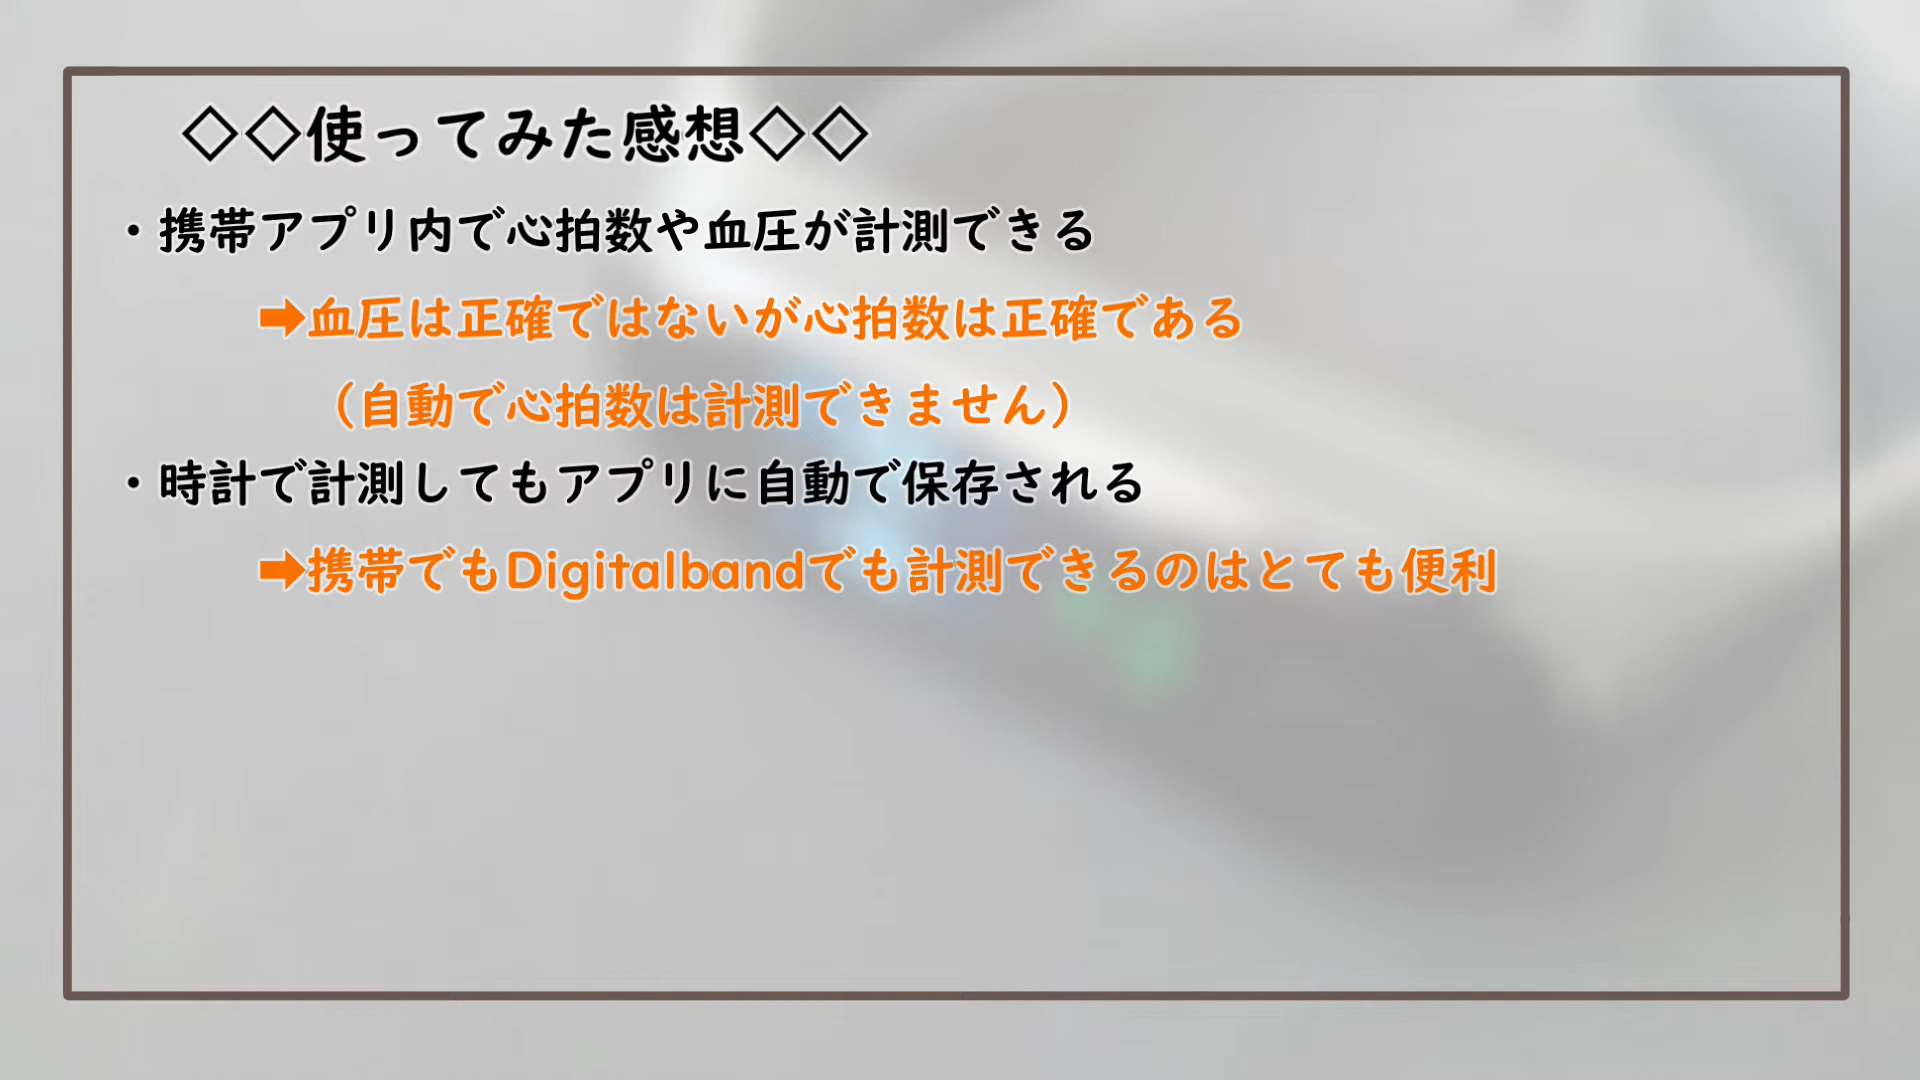 ◇◇使ってみた感想◇◇
・携帯アプリ内で心拍数や血圧が計測できる
➡血圧は正確ではないが心拍数は正確である
（自動で心拍数は計測できません）
・時計で計測してもアプリに自動で保存される
➡携帯でもDigitalbandでも計測できるのはとても便利